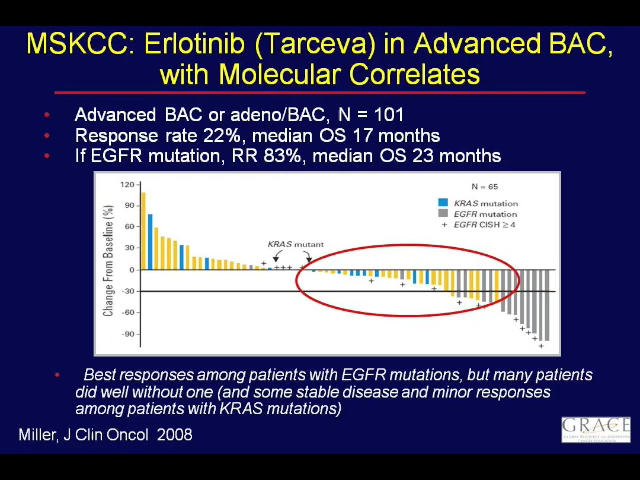 MSKCC: Erlotinib (Tarceva) in Advanced BAC,
with Molecular Correlates
• Advanced BAC or adeno/BAC, N = 101
• Response rate 22%, median OS 17 months
• If EGFR mutation, RR 83%, median OS 23 months
N = 65
KRAS mutation
EGFR mutation
+ EGFR CISH ≥ 4
KRAS mutant
Change From Baseline (%)
120
90
60
30
0
-30
-60
-90
• Best responses among patients with EGFR mutations, but many patients
did well without one (and some stable disease and minor responses
among patients with KRAS mutations)
Miller, J Clin Oncol 2008
GRACE